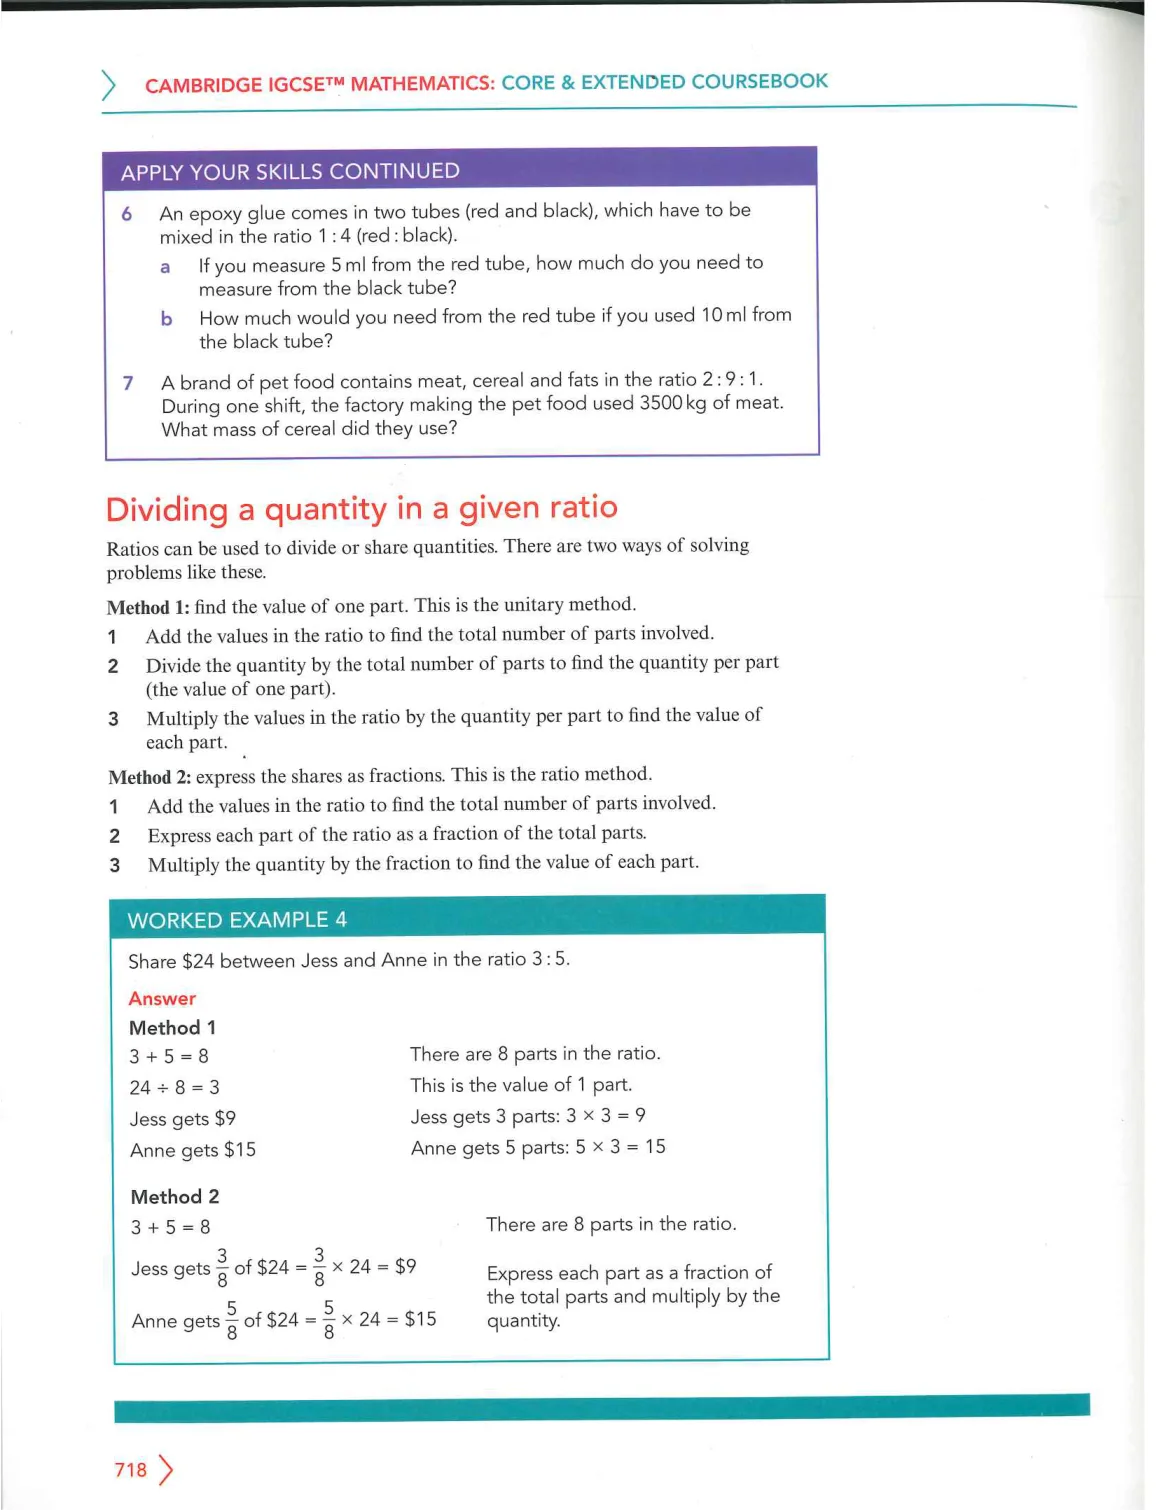 CAMBRIDGE IGCSE™ MATHEMATICS: CORE & EXTENDED COURSEBOOK
APPLY YOUR SKILLS CONTINUED
6 An epoxy glue comes in two tubes (red and black), which have to be
mixed in the ratio 1 : 4 (red : black).
a If you measure 5 ml from the red tube, how much do you need to
measure from the black tube?
b How much would you need from the red tube if you used 10 ml from
the black tube?
7 A brand of pet food contains meat, cereal and fats in the ratio 2 : 9 : 1.
During one shift, the factory making the pet food used 3500 kg of meat.
What mass of cereal did they use?
Dividing a quantity in a given ratio
Ratios can be used to divide or share quantities. There are two ways of solving
problems like these.
Method 1: find the value of one part. This is the unitary method.
1 Add the values in the ratio to find the total number of parts involved.
2 Divide the quantity by the total number of parts to find the quantity per part
(the value of one part).
3 Multiply the values in the ratio by the quantity per part to find the value of
each part.
Method 2: express the shares as fractions. This is the ratio method.
1 Add the values in the ratio to find the total number of parts involved.
2 Express each part of the ratio as a fraction of the total parts.
3 Multiply the quantity by the fraction to find the value of each part.
WORKED EXAMPLE 4
Share $24 between Jess and Anne in the ratio 3 : 5.
Answer
Method 1
3 + 5 = 8 There are 8 parts in the ratio.
24 ÷ 8 = 3 This is the value of 1 part.
Jess gets $9 Jess gets 3 parts: 3 × 3 = 9
Anne gets $15 Anne gets 5 parts: 5 × 3 = 15
Method 2
3 + 5 = 8 There are 8 parts in the ratio.
Jess gets 3/8 of $24 = 3/8 × 24 = $9
Express each part as a fraction of
the total parts and multiply by the
Anne gets 5/8 of $24 = 5/8 × 24 = $15 quantity.
718